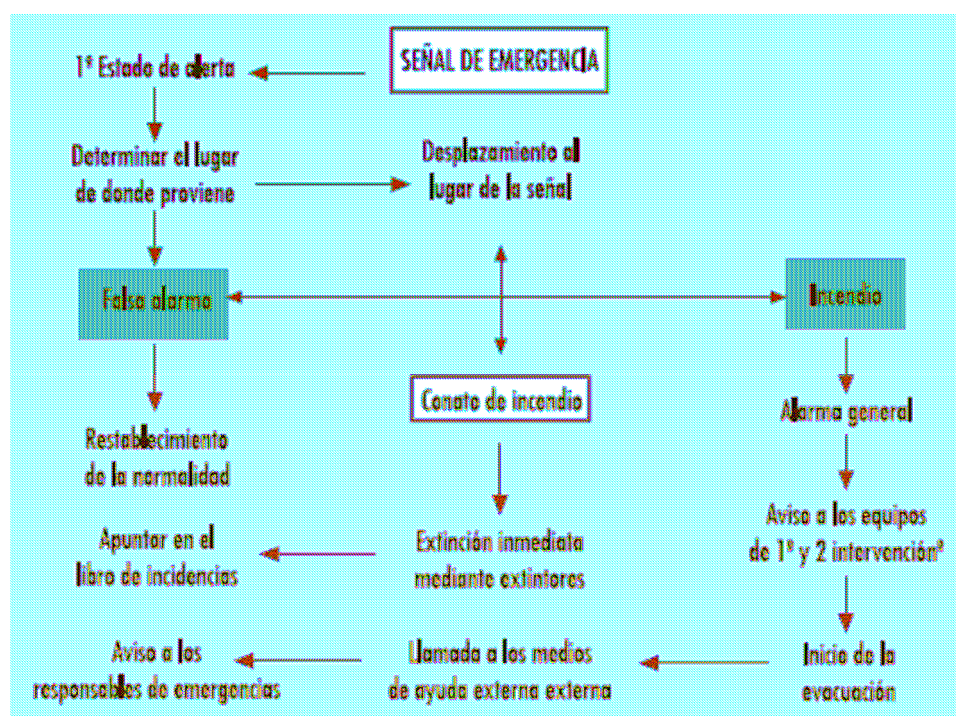 SEÑAL DE EMERGENCIA
1ª Estado de alerta
Determinar el lugar
de donde proviene
Desplazamiento al
lugar de la señal
Falsa alarma
Incendio
Conato de incendio
Alarma general
Restablecimiento
de la normalidad
Aviso a los equipos
de 1ª y 2 intervenciónª
Apuntar en el
libro de incidencias
Extinción inmediata
mediante extintores
Aviso a los
responsables de emergencias
Llamada a los medios
de ayuda externa externa
Inicio de la
evacuación